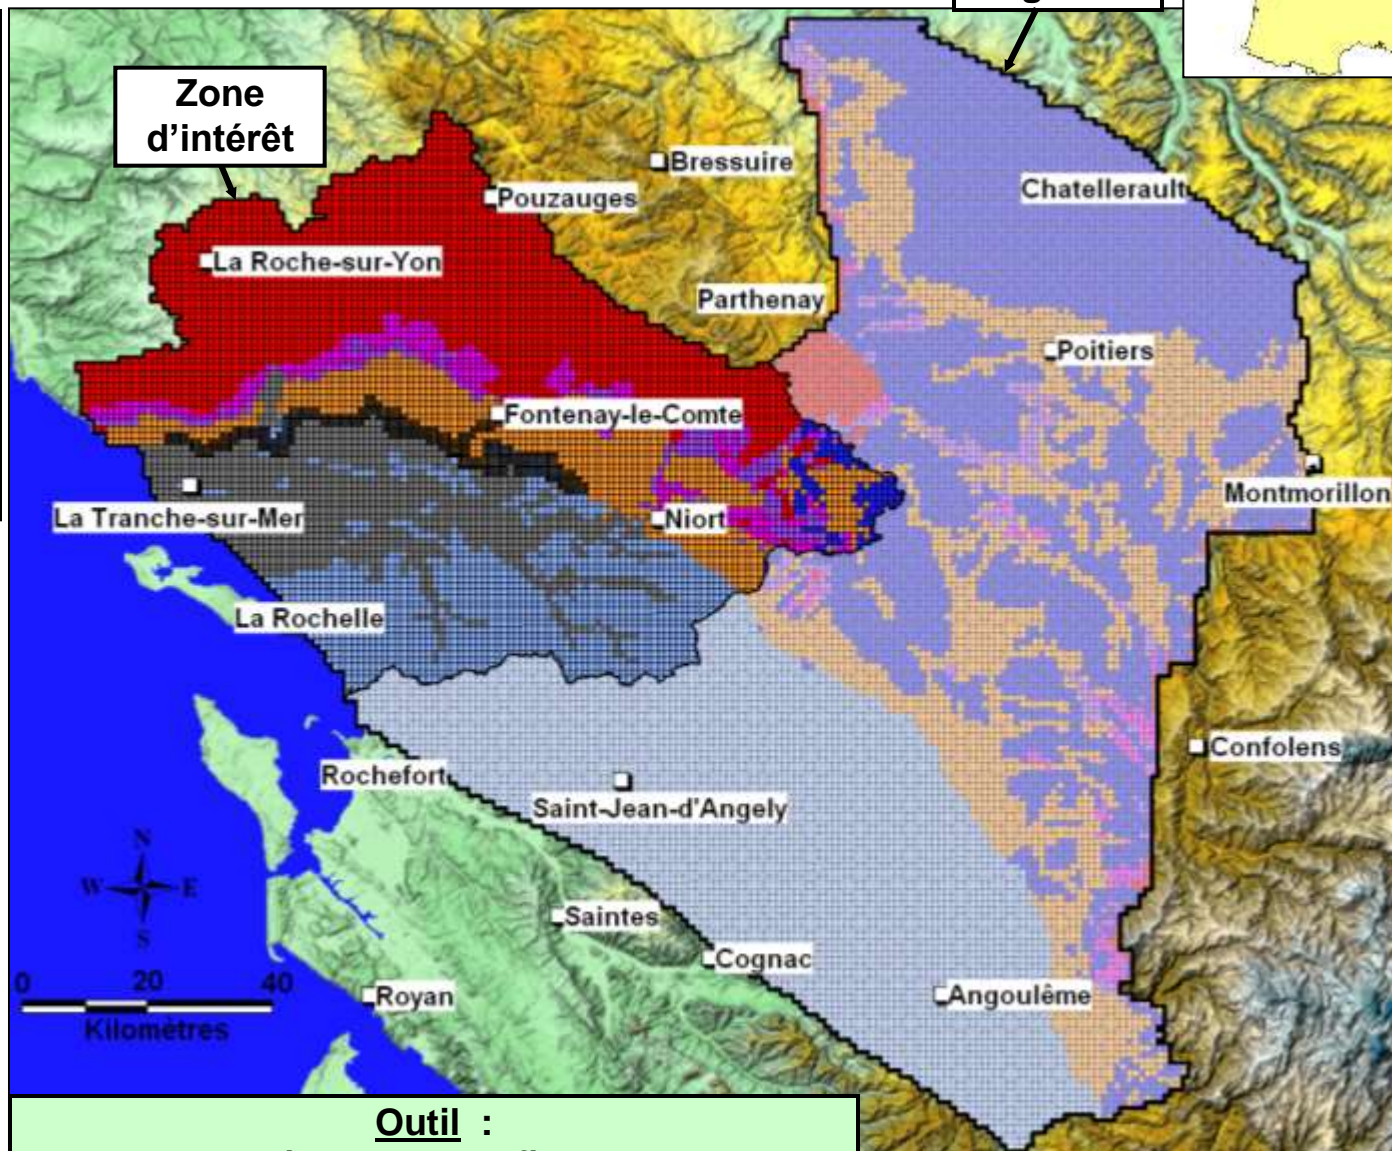 Zone
d'intérêt
Bressuire
Pouzauges
Chatellerault
La Roche-sur-Yon
Parthenay
Poitiers
Fontenay-le-Comte
Montmorillon
La Tranche-sur-Mer
Niort
La Rochelle
Confolens
Rochefort
Saint-Jean-d'Angely
N
W
E
S
Saintes
Cognac
0 20 40
Kilomètres
Royan
Angoulême
Outil :